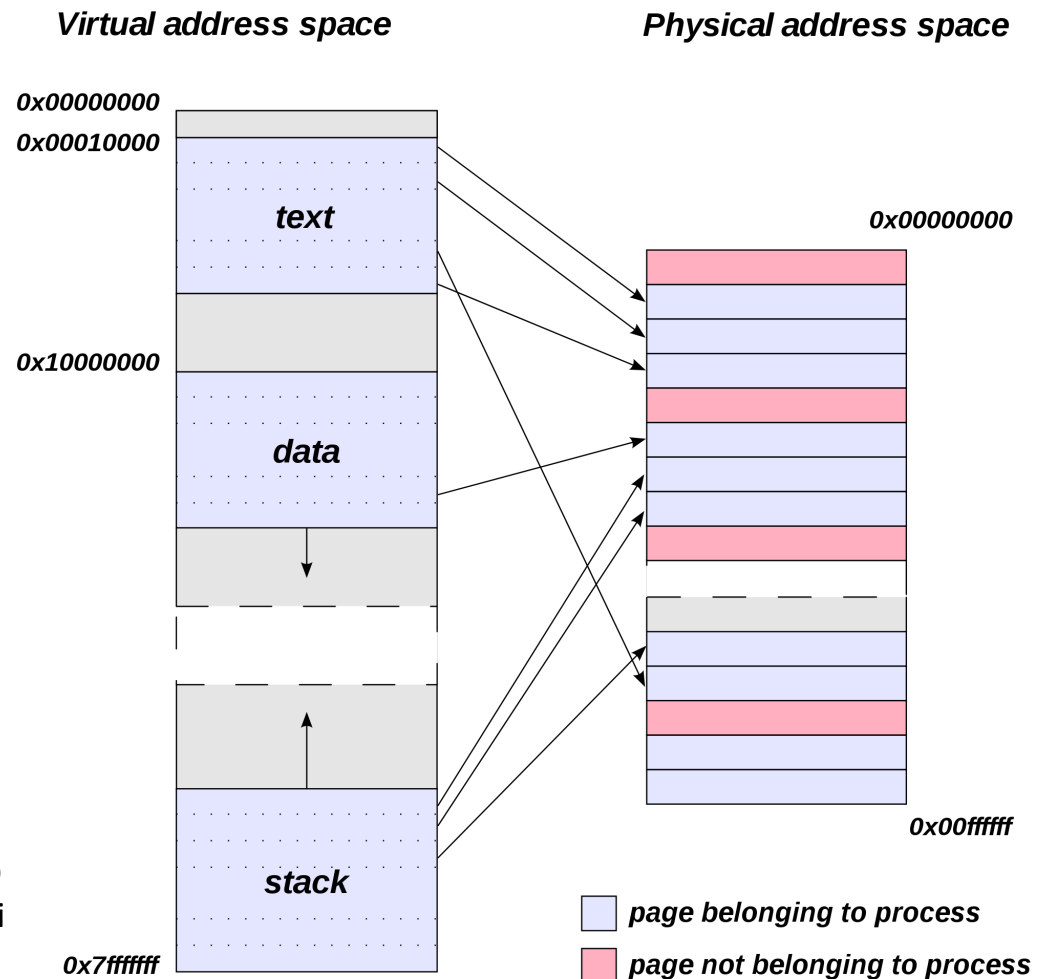 Virtual address space
Physical address space
0x00000000
0x00010000
text
0x00000000
0x10000000
data
0x00ffffff
stack
i
page belonging to process
0x7fffffff
page not belonging to process